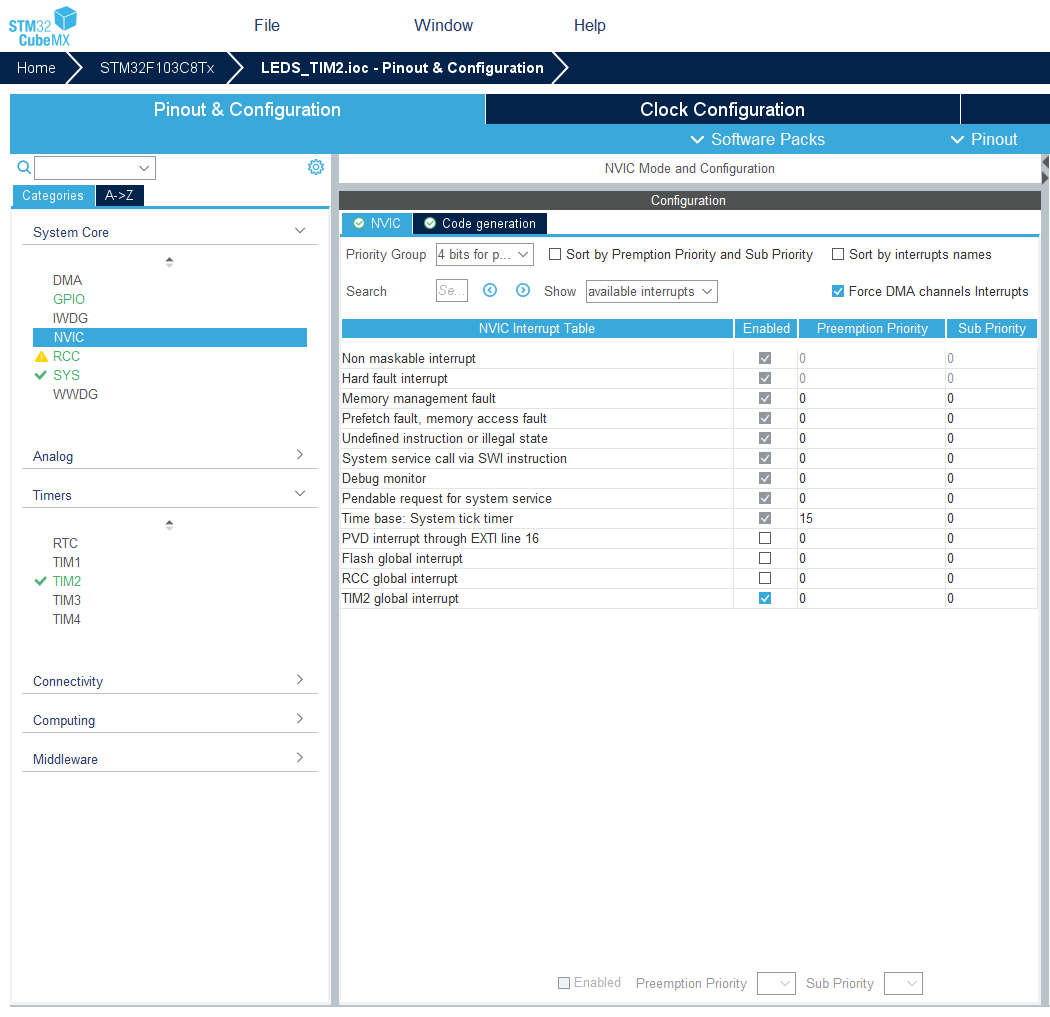 STM32
CubeMX
File Window Help
Home STM32F103C8Tx LEDS_TIM2.ioc - Pinout & Configuration
Pinout & Configuration Clock Configuration
Software Packs Pinout
Categories A->Z
System Core
DMA
GPIO
IWDG
NVIC
RCC
SYS
WWDG
Analog
Timers
RTC
TIM1
TIM2
TIM3
TIM4
Connectivity
Computing
Middleware
NVIC Mode and Configuration
Configuration
NVIC Code generation
Priority Group 4 bits for p... Sort by Premption Priority and Sub Priority Sort by interrupts names
Search Se... Show available interrupts Force DMA channels Interrupts
NVIC Interrupt Table Enabled Preemption Priority Sub Priority
Non maskable interrupt 0 0
Hard fault interrupt 0 0
Memory management fault 0 0
Prefetch fault, memory access fault 0 0
Undefined instruction or illegal state 0 0
System service call via SWI instruction 0 0
Debug monitor 0 0
Pendable request for system service 0 0
Time base: System tick timer 15 0
PVD interrupt through EXTI line 16 0 0
Flash global interrupt 0 0
RCC global interrupt 0 0
TIM2 global interrupt 0 0
Enabled Preemption Priority Sub Priority